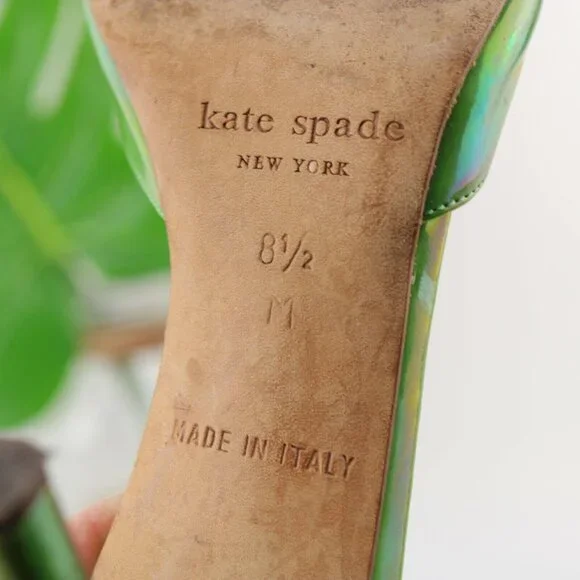 kate spade
NEW YORK
8½
M
MADE IN ITALY